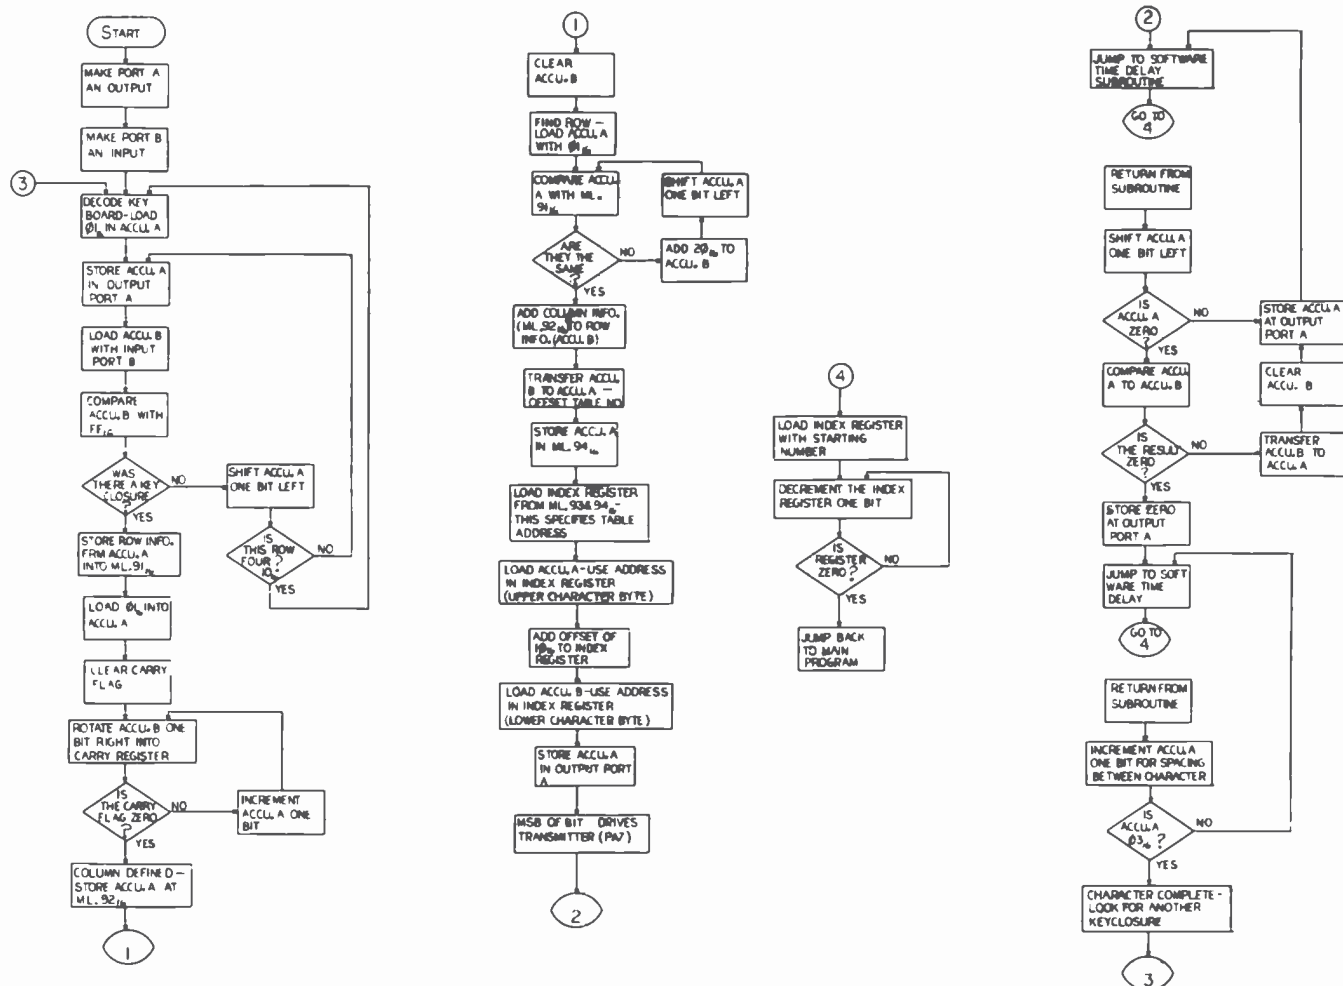 START
MAKE PORT A
AN OUTPUT
MAKE PORT B
AN INPUT
3
DECODE KEY
BOARD-LOAD
Ø1₁₆ IN ACCU. A
STORE ACCU. A
IN OUTPUT
PORT A
LOAD ACCU. B
WITH INPUT
PORT B
COMPARE
ACCU. B WITH
FF₁₆
WAS
THERE A KEY
CLOSURE
?
NO
YES
SHIFT ACCU. A
ONE BIT LEFT
IS
THIS ROW
FOUR ?
10₁₆
NO
YES
STORE ROW INFO.
FRM ACCU. A
INTO ML. 91₁₆
LOAD Ø1₁₆ INTO
ACCU. A
CLEAR CARRY
FLAG
ROTATE ACCU. B ONE
BIT RIGHT INTO
CARRY REGISTER
IS
THE CARRY
FLAG ZERO
?
NO
YES
INCREMENT
ACCU. A ONE
BIT
COLUMN DEFINED-
STORE ACCU. A AT
ML. 92₁₆
1
1
CLEAR
ACCU. B
FIND ROW -
LOAD ACCU. A
WITH Ø1₁₆
COMPARE ACCU.
A WITH ML.
91₁₆
SHIFT ACCU. A
ONE BIT LEFT
ARE
THEY THE
SAME
?
NO
YES
ADD 2Ø₁₆ TO
ACCU. B
ADD COLUMN INFO.
(ML. 92₁₆) TO ROW
INFO. (ACCU. B)
TRANSFER ACCU.
B TO ACCU. A -
OFFSET TABLE NO.
STORE ACCU. A
IN ML. 94₁₆
LOAD INDEX REGISTER
FROM ML. 93&94₁₆-
THIS SPECIFIES TABLE
ADDRESS
LOAD ACCU. A-USE ADDRESS
IN INDEX REGISTER
(UPPER CHARACTER BYTE)
ADD OFFSET OF
1Ø₁₆ TO INDEX
REGISTER
LOAD ACCU. B-USE ADDRESS
IN INDEX REGISTER
(LOWER CHARACTER BYTE)
STORE ACCU. A
IN OUTPUT PORT
A
MSB OF BIT DRIVES
TRANSMITTER (PA7)
2
4
LOAD INDEX REGISTER
WITH STARTING
NUMBER
DECREMENT THE INDEX
REGISTER ONE BIT
IS
REGISTER
ZERO?
NO
YES
JUMP BACK
TO MAIN
PROGRAM
2
JUMP TO SOFTWARE
TIME DELAY
SUBROUTINE
GO TO
4
RETURN FROM
SUBROUTINE
SHIFT ACCU. A
ONE BIT LEFT
IS
ACCU. A
ZERO
?
NO
YES
STORE ACCU. A
AT OUTPUT
PORT A
COMPARE ACCU.
A TO ACCU. B
CLEAR
ACCU. B
IS
THE RESULT
ZERO
?
NO
YES
TRANSFER
ACCU. B TO
ACCU. A
STORE ZERO
AT OUTPUT
PORT A
JUMP TO SOFT
WARE TIME
DELAY
GO TO
4
RETURN FROM
SUBROUTINE
INCREMENT ACCU. A
ONE BIT FOR SPACING
BETWEEN CHARACTER
IS
ACCU. A
Ø3₁₆ ?
NO
YES
CHARACTER COMPLETE-
LOOK FOR ANOTHER
KEYCLOSURE
3